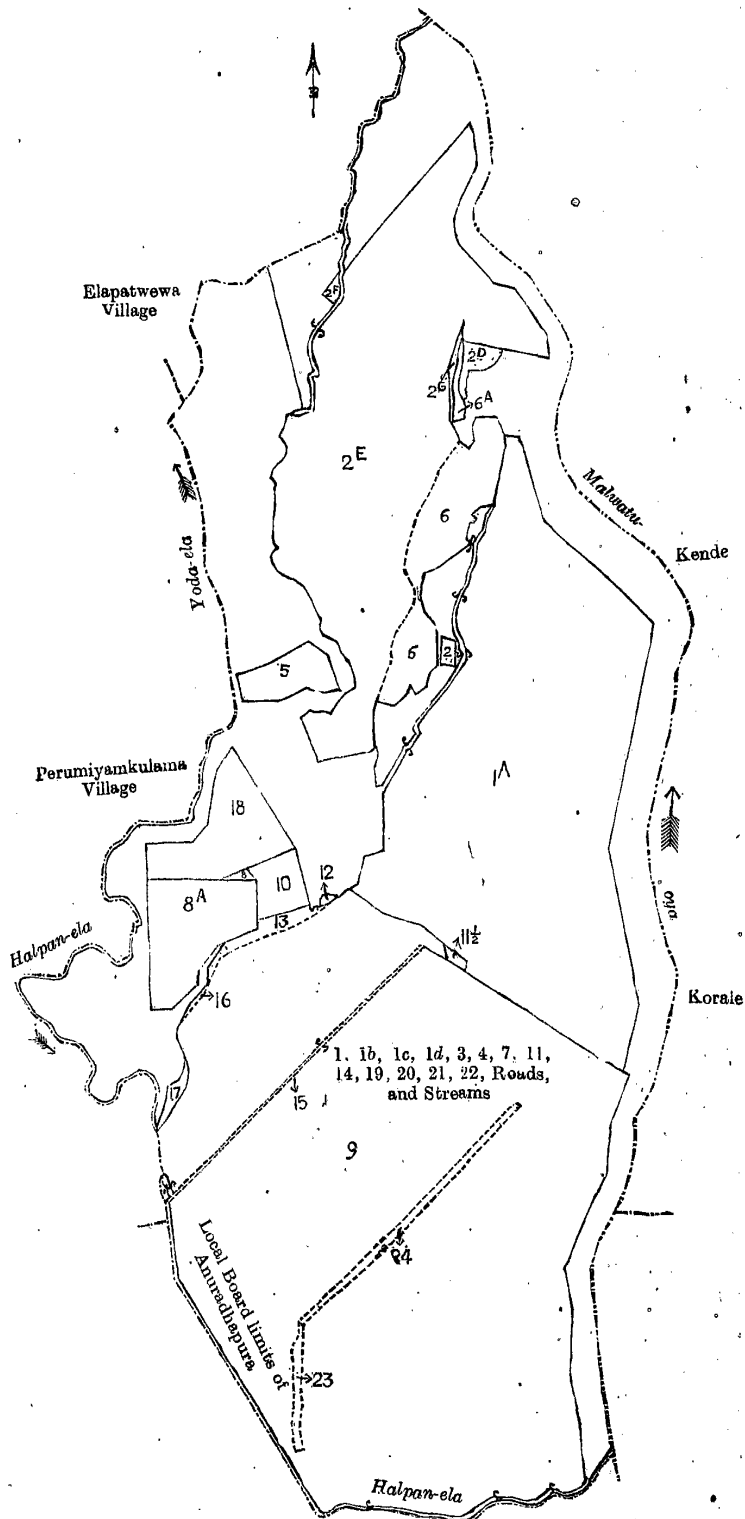 N
Elapatwewa
Village
2F
2D
2G
6A
2E
6
Malwatu-
Kende
Yoda-ela
6
2
5
Perumiyamkulama
Village
1A
18
12
8
10
8A
13
oya
11½
Halpan-ela
16
Korale
1, 1b, 1c, 1d, 3, 4, 7, 11,
14, 19, 20, 21, 22, Roads,
and Streams
15
17
9
Local Board limits of
Anuradhapura
24
23
Halpan-ela